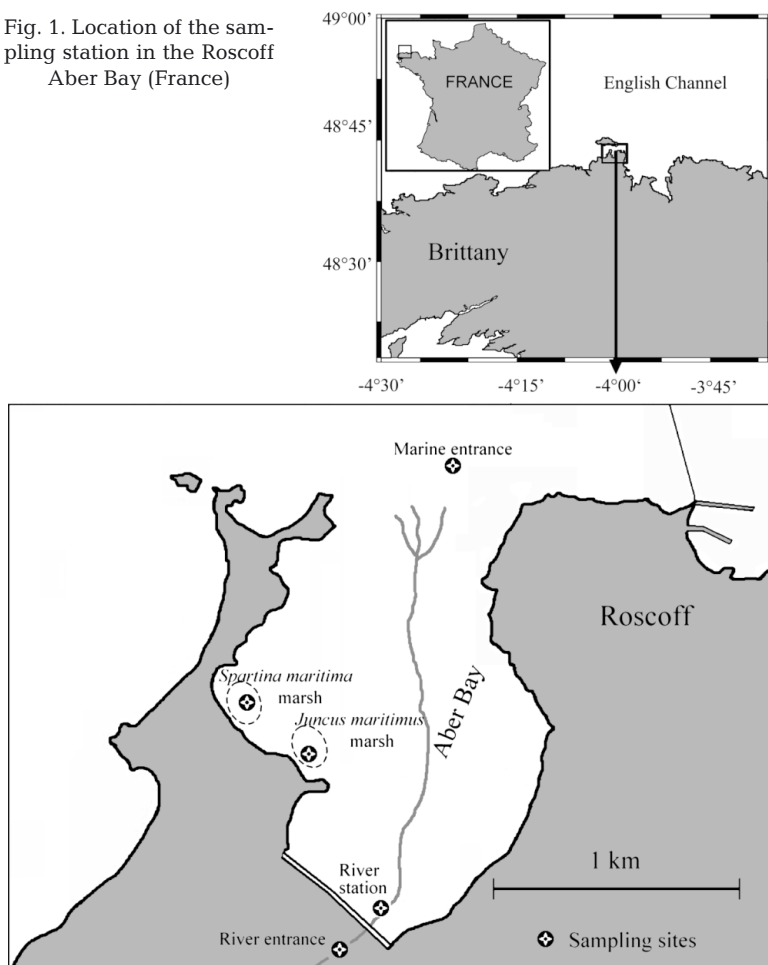 Fig. 1. Location of the sam-
pling station in the Roscoff
Aber Bay (France)
49°00’
48°45’
48°30’
FRANCE
English Channel
Brittany
-4°30’
-4°15’
-4°00’
-3°45’
Marine entrance
Roscoff
Spartina maritima
marsh
Juncus maritimus
marsh
Aber Bay
1 km
River
station
River entrance
Sampling sites